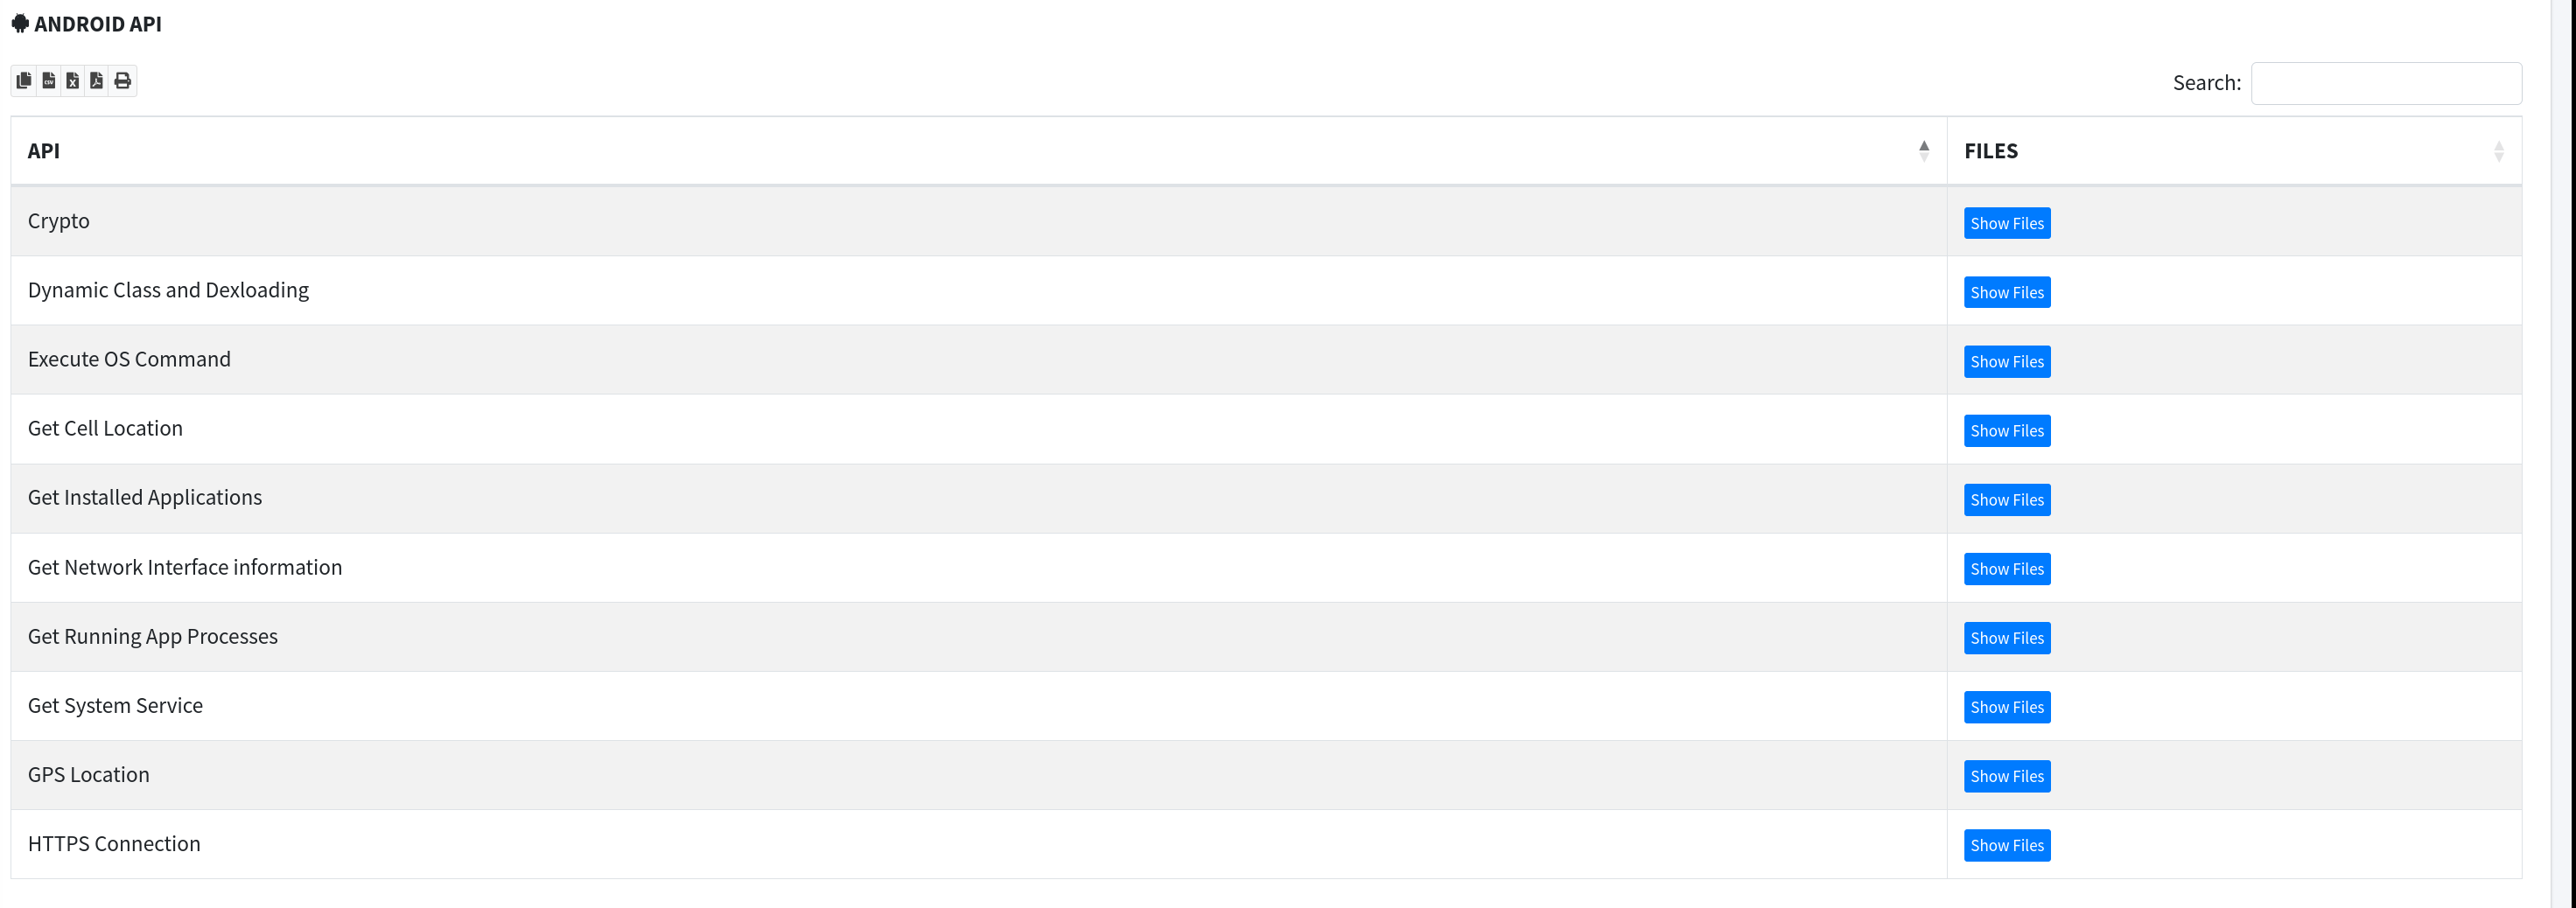 ANDROID API
Search:
API FILES
Crypto Show Files
Dynamic Class and Dexloading Show Files
Execute OS Command Show Files
Get Cell Location Show Files
Get Installed Applications Show Files
Get Network Interface information Show Files
Get Running App Processes Show Files
Get System Service Show Files
GPS Location Show Files
HTTPS Connection Show Files